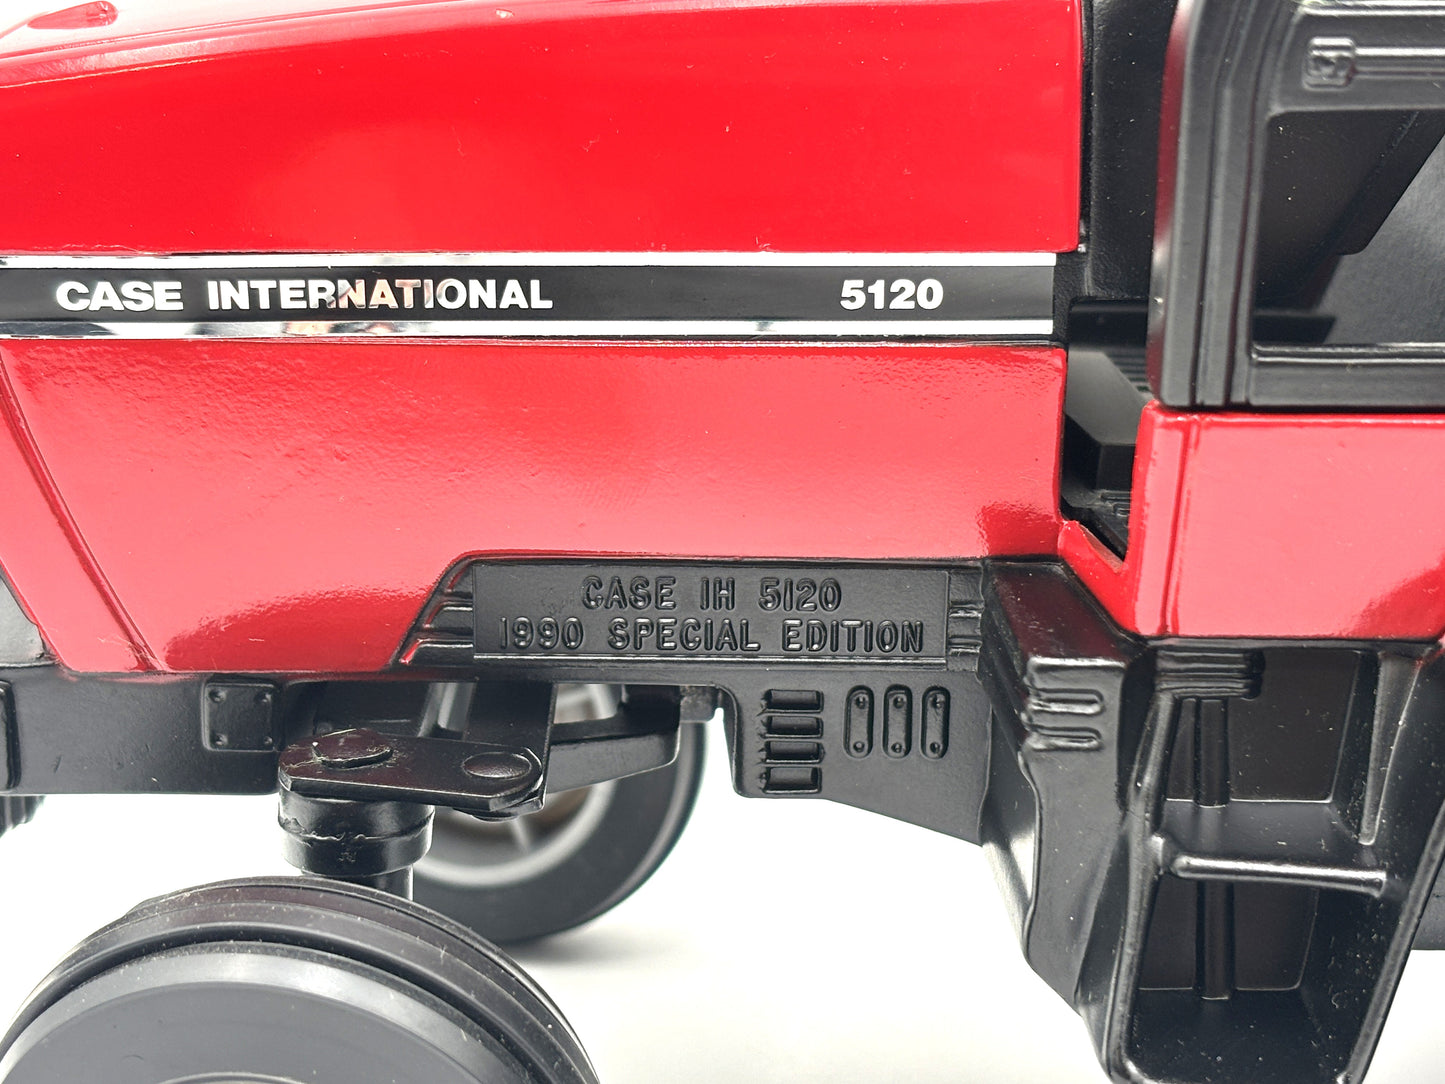 CASE INTERNATIONAL 5120
CASE IH 5120
1990 SPECIAL EDITION